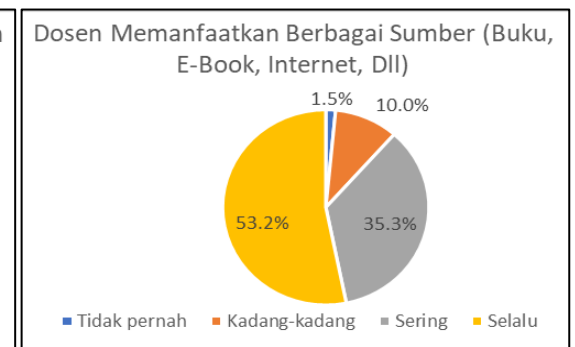 Dosen Memanfaatkan Berbagai Sumber (Buku,
E-Book, Internet, Dll)
1.5%
10.0%
53.2%
35.3%
Tidak pernah Kadang-kadang Sering Selalu